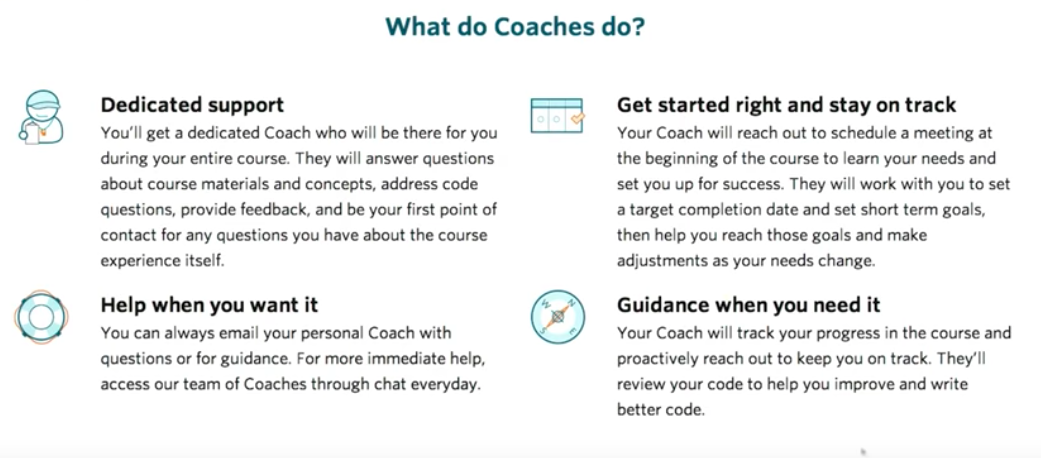 What do Coaches do?
Dedicated support
You'll get a dedicated Coach who will be there for you
during your entire course. They will answer questions
about course materials and concepts, address code
questions, provide feedback, and be your first point of
contact for any questions you have about the course
experience itself.
Get started right and stay on track
Your Coach will reach out to schedule a meeting at
the beginning of the course to learn your needs and
set you up for success. They will work with you to set
a target completion date and set short term goals,
then help you reach those goals and make
adjustments as your needs change.
Help when you want it
You can always email your personal Coach with
questions or for guidance. For more immediate help,
access our team of Coaches through chat everyday.
W N
S E
Guidance when you need it
Your Coach will track your progress in the course and
proactively reach out to keep you on track. They'll
review your code to help you improve and write
better code.